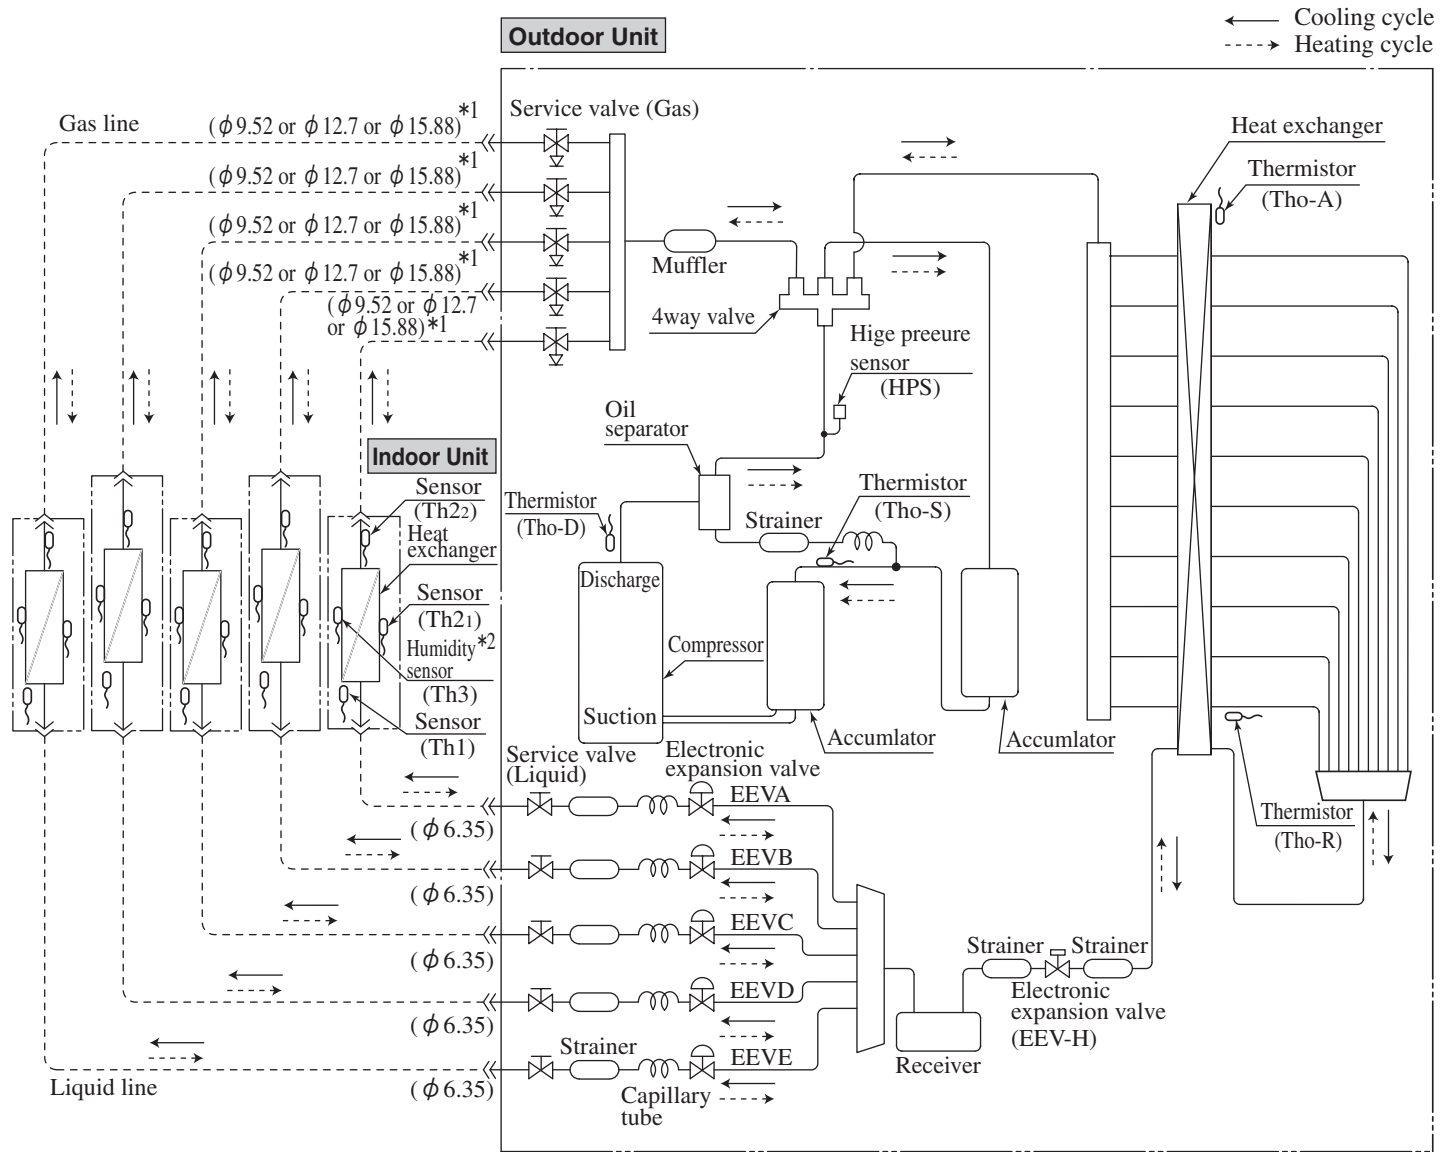 Cooling cycle
Heating cycle
Outdoor Unit
Gas line
(ϕ9.52 or ϕ12.7 or ϕ15.88)*1
Service valve (Gas)
(ϕ9.52 or ϕ12.7 or ϕ15.88)*1
(ϕ9.52 or ϕ12.7 or ϕ15.88)*1
(ϕ9.52 or ϕ12.7 or ϕ15.88)*1
(ϕ9.52 or ϕ12.7
or ϕ15.88)*1
Heat exchanger
Thermistor
(Tho-A)
Muffler
4way valve
Hige preeure
sensor
(HPS)
Oil
separator
Indoor Unit
Sensor
(Th22)
Heat
exchanger
Sensor
(Th21)
Humidity*2
sensor
(Th3)
Sensor
(Th1)
Thermistor
(Tho-D)
Strainer
Thermistor
(Tho-S)
Discharge
Compressor
Suction
Accumlator
Accumlator
Service valve
(Liquid)
Electronic
expansion valve
EEVA
(ϕ6.35)
EEVB
(ϕ6.35)
EEVC
(ϕ6.35)
EEVD
(ϕ6.35)
EEVE
(ϕ6.35)
Liquid line
Strainer
Capillary
tube
Receiver
Strainer
Strainer
Electronic
expansion valve
(EEV-H)
Thermistor
(Tho-R)